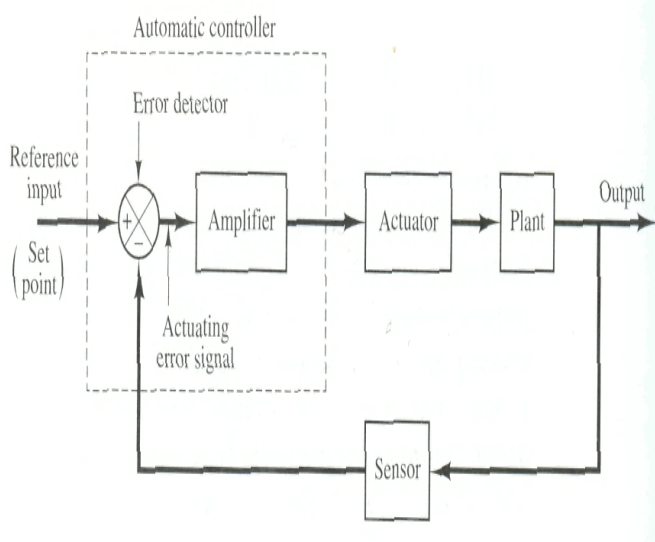 Automatic controller
Error detector
Reference
input
(Set
point)
+
−
Amplifier
Actuator
Plant
Output
Actuating
error signal
Sensor